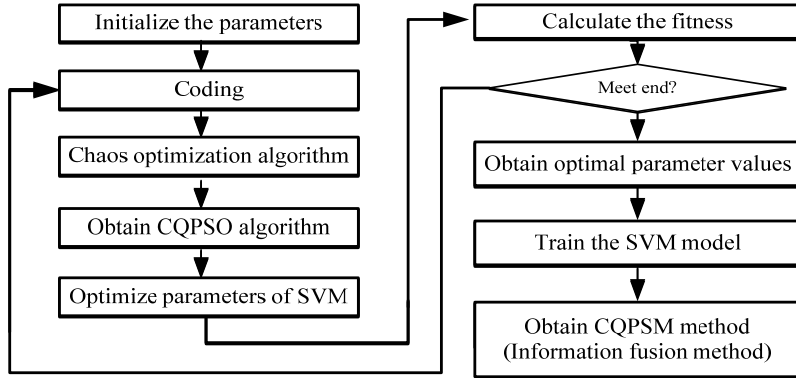 Initialize the parameters
Coding
Chaos optimization algorithm
Obtain CQPSO algorithm
Optimize parameters of SVM
Calculate the fitness
Meet end?
Obtain optimal parameter values
Train the SVM model
Obtain CQPSM method
(Information fusion method)